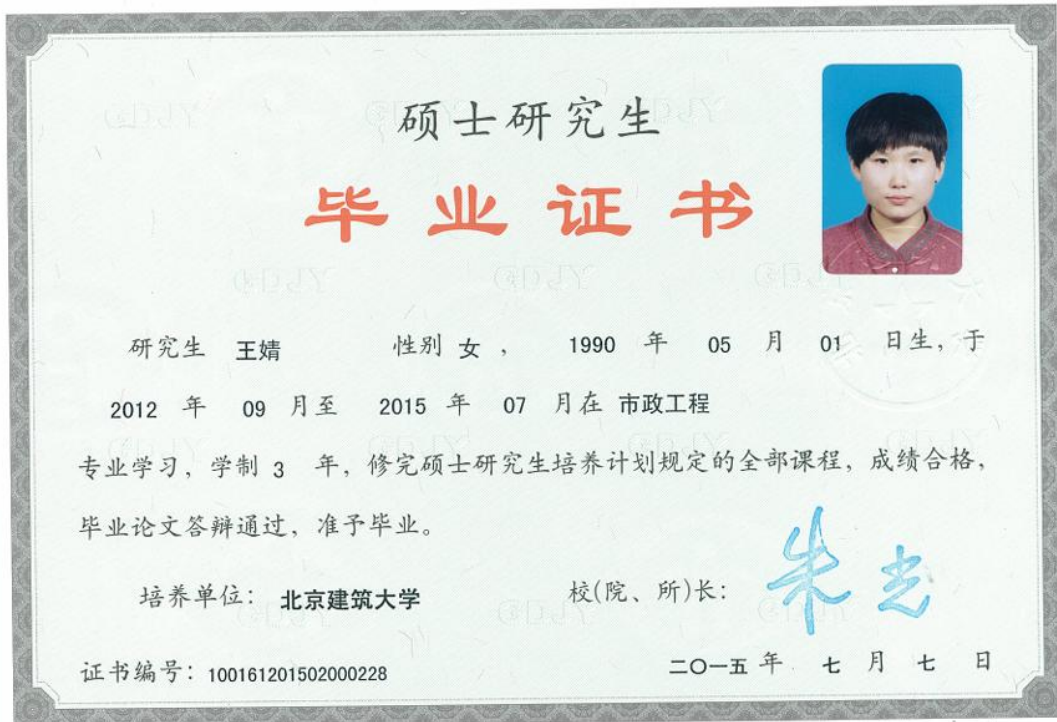 硕士研究生
毕业证书
研究生 王婧 性别 女 , 1990 年 05 月 01 日生, 于
2012 年 09 月至 2015 年 07 月在 市政工程
专业学习, 学制 3 年, 修完硕士研究生培养计划规定的全部课程, 成绩合格,
毕业论文答辩通过, 准予毕业。
培养单位: 北京建筑大学 校(院、所)长: 朱光
证书编号: 100161201502000228 二〇一五 年 七 月 七 日